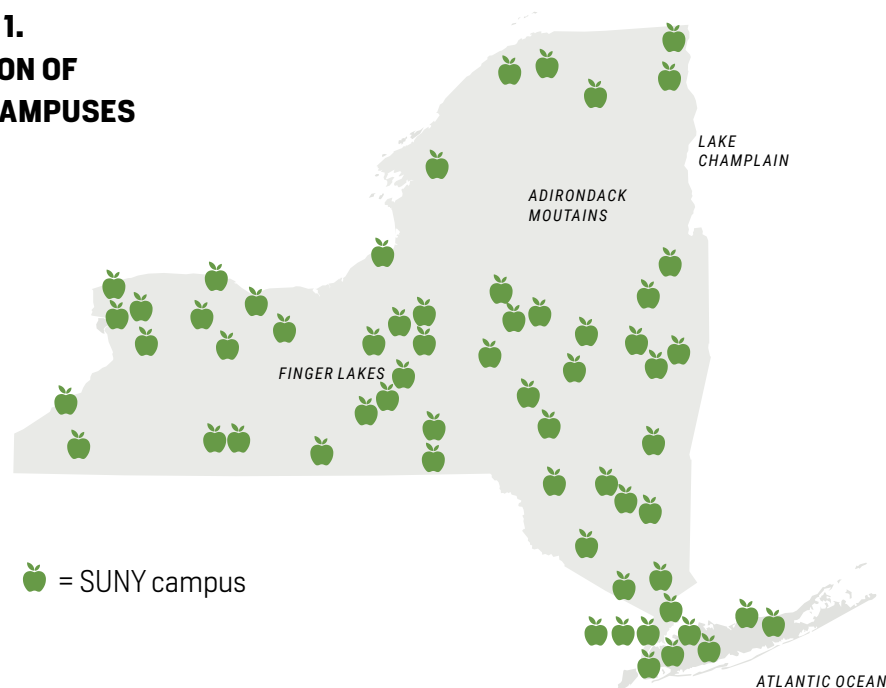 1.
ON OF
AMPUSES
LAKE
CHAMPLAIN
ADIRONDACK
MOUTAINS
FINGER LAKES
= SUNY campus
ATLANTIC OCEAN